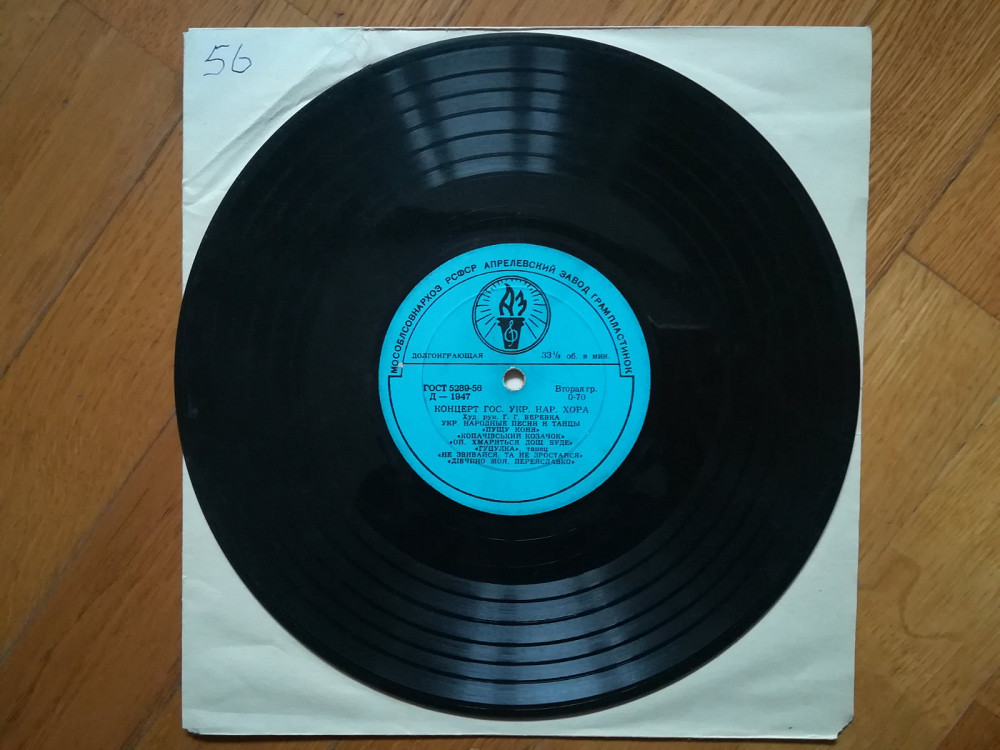 56
МОСОБЛСОВНАРХОЗ РСФСР АПРЕЛЕВСКИЙ ЗАВОД ГРАМПЛАСТИНОК
АЗ
ДОЛГОИГРАЮЩАЯ 33⅓ об. в мин.
ГОСТ 5289-56 Вторая гр.
Д — 1947 0-70
КОНЦЕРТ ГОС. УКР. НАР. ХОРА
Худ. рук. Г. Г. ВЕРЕВКА
УКР. НАРОДНЫЕ ПЕСНИ И ТАНЦЫ
«ПУЩУ КОНЯ»
«КОПАЧІВСЬКИЙ КОЗАЧОК»
«ОЙ, ХМАРЯТЬСЯ ДОЩ БУДЕ»
«ГУЦУЛКА», танец
«НЕ ЗВИВАЙСЯ, ТА НЕ ЗРОСТАЙСЯ»
«ДІВЧИНО МОЯ, ПЕРЕЯСЛАВКО»